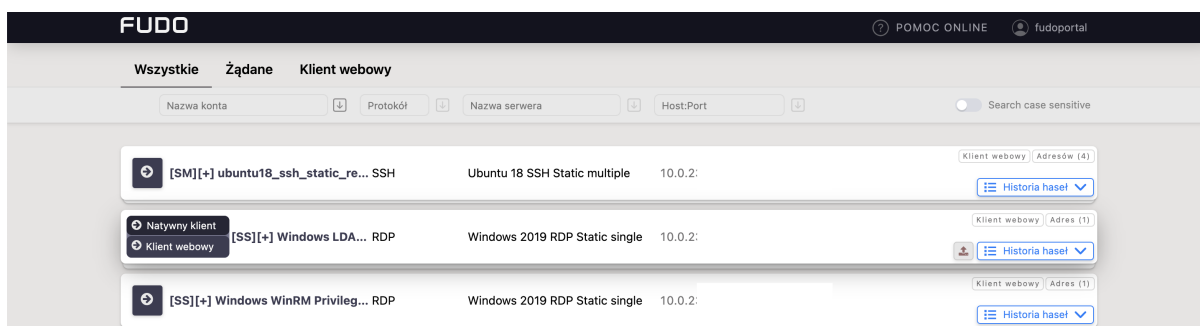 FUDO
POMOC ONLINE
fudoportal
Wszystkie Żądane Klient webowy
Nazwa konta Protokół Nazwa serwera Host:Port Search case sensitive
Klient webowy Adresów (4)
[SM][+] ubuntu18_ssh_static_re... SSH Ubuntu 18 SSH Static multiple 10.0.2:
Historia haseł
Klient webowy Adres (1)
Natywny klient
Klient webowy
[SS][+] Windows LDA... RDP Windows 2019 RDP Static single 10.0.2:
Historia haseł
Klient webowy Adres (1)
[SS][+] Windows WinRM Privileg... RDP Windows 2019 RDP Static single 10.0.2:
Historia haseł